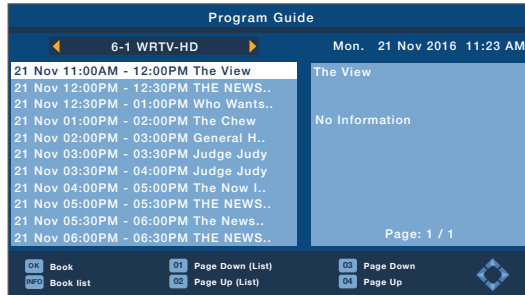 Program Guide
6-1 WRTV-HD
Mon. 21 Nov 2016 11:23 AM
21 Nov 11:00AM - 12:00PM The View
21 Nov 12:00PM - 12:30PM THE NEWS..
21 Nov 12:30PM - 01:00PM Who Wants..
21 Nov 01:00PM - 02:00PM The Chew
21 Nov 02:00PM - 03:00PM General H..
21 Nov 03:00PM - 03:30PM Judge Judy
21 Nov 03:30PM - 04:00PM Judge Judy
21 Nov 04:00PM - 05:00PM The Now I..
21 Nov 05:00PM - 05:30PM THE NEWS..
21 Nov 05:30PM - 06:00PM The News..
21 Nov 06:00PM - 06:30PM THE NEWS..
The View
No Information
Page: 1 / 1
OK Book
01 Page Down (List)
03 Page Down
INFO Book list
02 Page Up (List)
04 Page Up